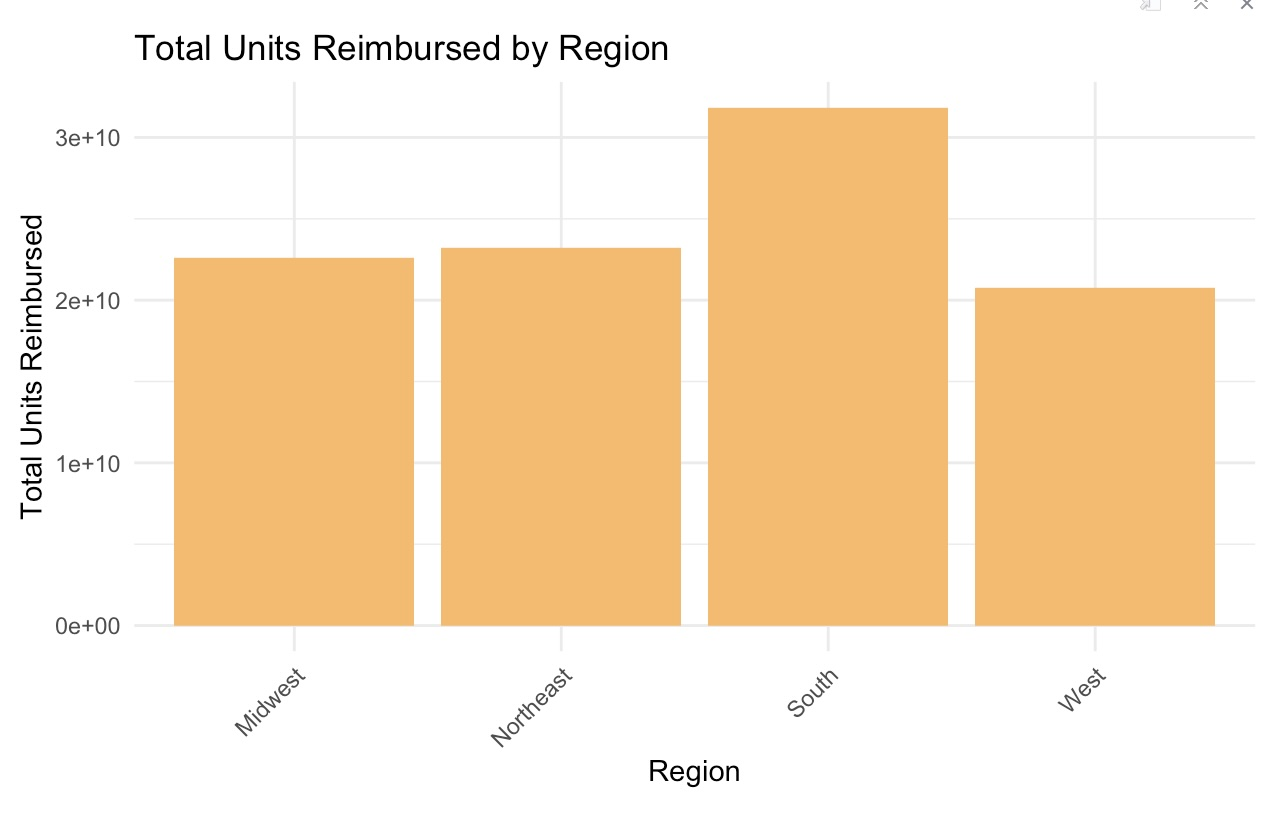 Total Units Reimbursed by Region
Total Units Reimbursed
3e+10
2e+10
1e+10
0e+00
Midwest
Northeast
South
West
Region